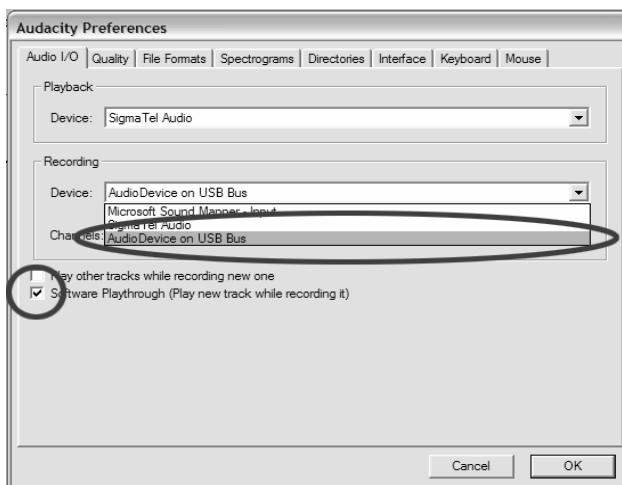 Audacity Preferences
Audio I/O Quality File Formats Spectrograms Directories Interface Keyboard Mouse
Playback
Device: SigmaTel Audio
Recording
Device: AudioDevice on USB Bus
Microsoft Sound Mapper - Input
SigmaTel Audio
Channels: AudioDevice on USB Bus
Play other tracks while recording new one
Software Playthrough (Play new track while recording it)
Cancel OK